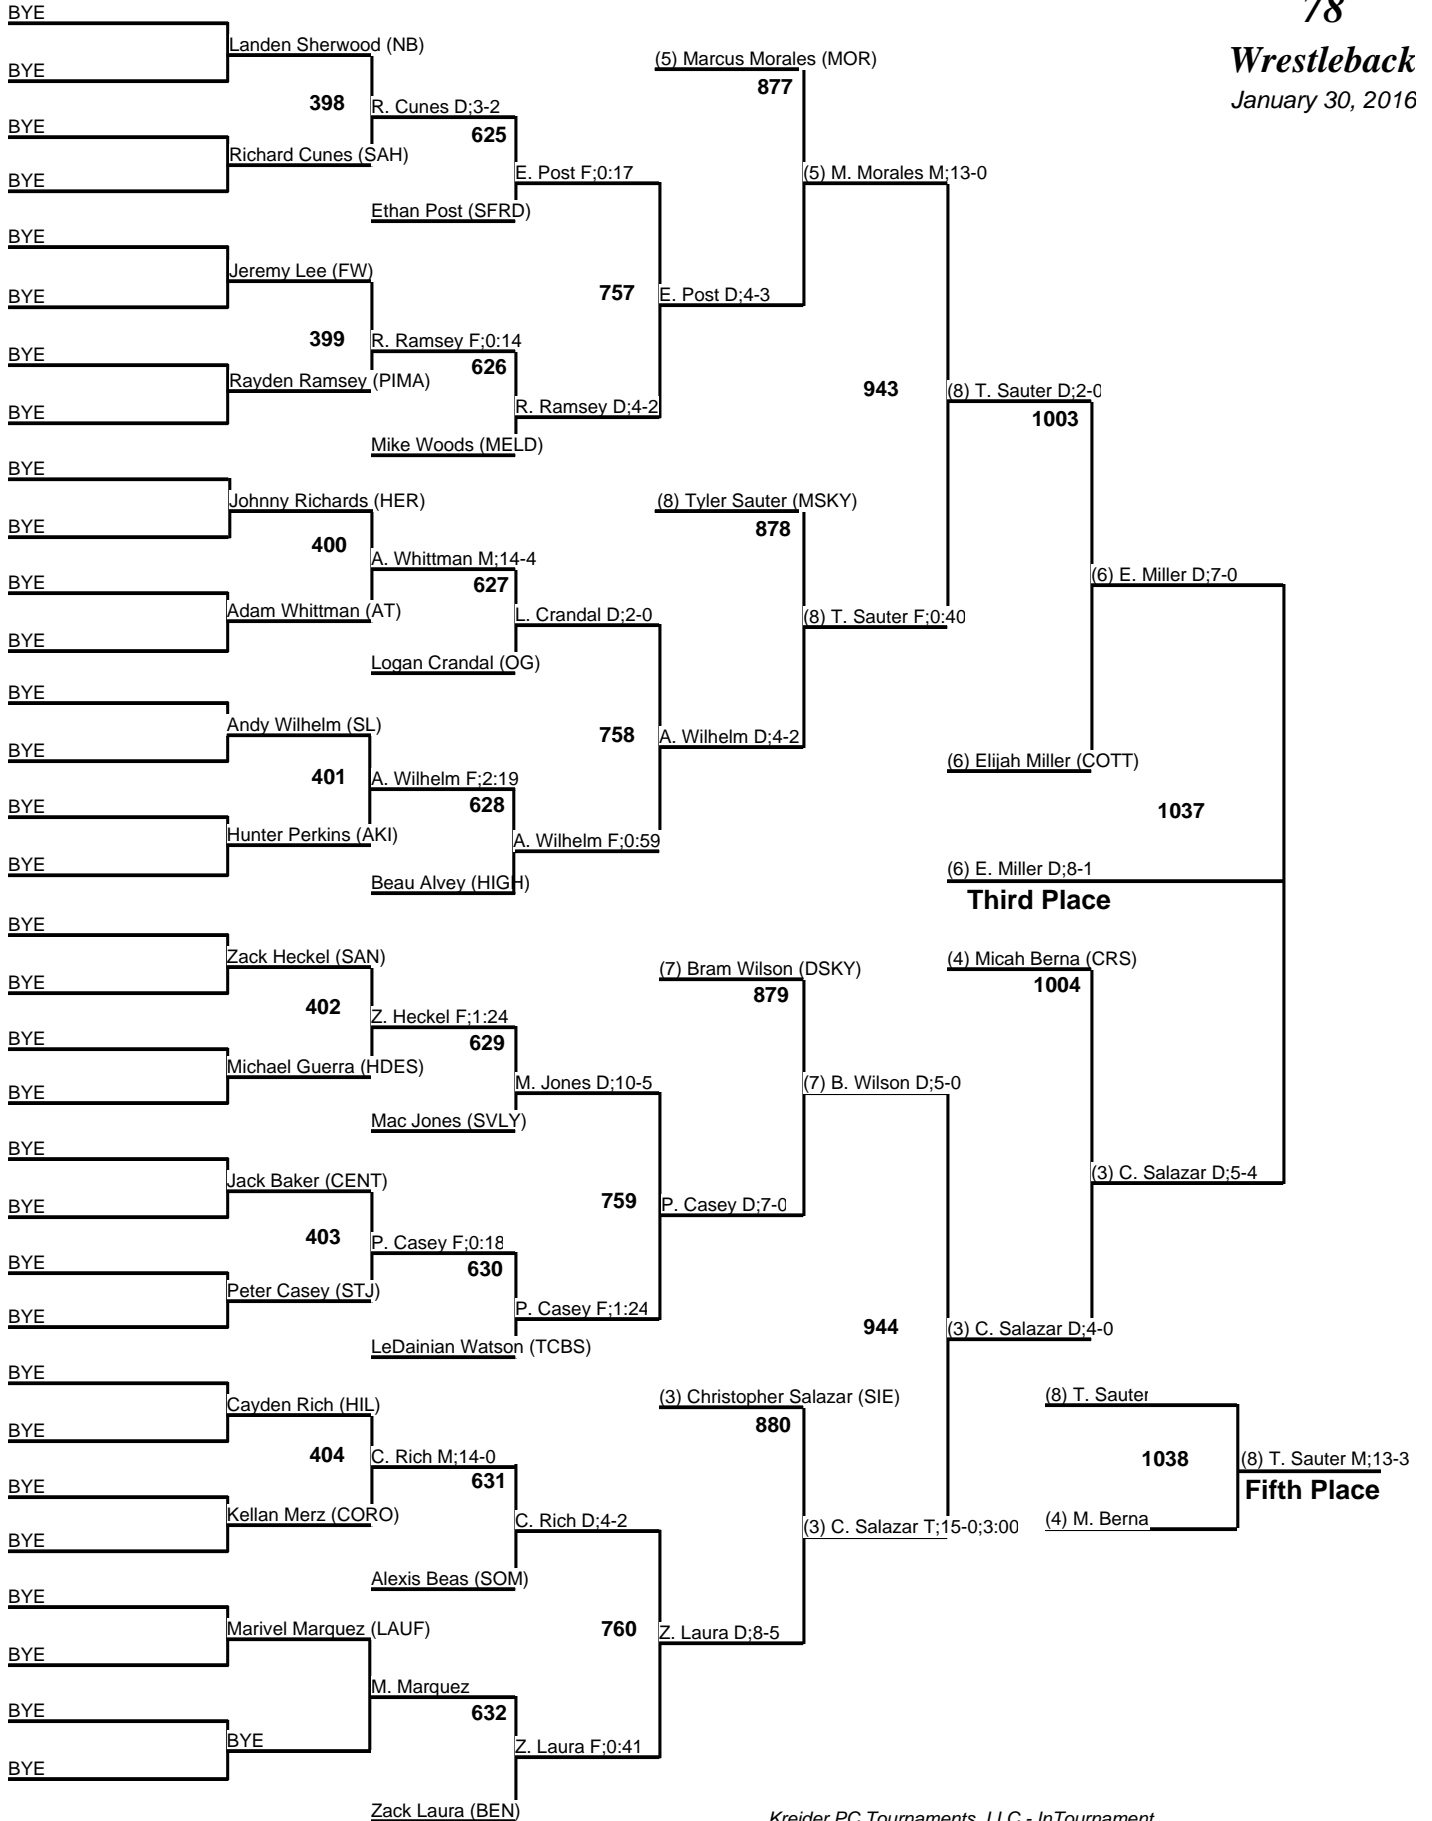 78
Wrestleback
January 30, 2016
BYE
Landen Sherwood (NB)
BYE
398
R. Cunes D;3-2
BYE
625
Richard Cunes (SAH)
BYE
E. Post F;0:17
Ethan Post (SFRD)
(5) Marcus Morales (MOR)
877
(5) M. Morales M;13-0
BYE
Jeremy Lee (FW)
BYE
757
E. Post D;4-3
399
R. Ramsey F;0:14
BYE
626
Rayden Ramsey (PIMA)
BYE
R. Ramsey D;4-2
Mike Woods (MELD)
943
(8) T. Sauter D;2-0
1003
BYE
Johnny Richards (HER)
BYE
400
A. Whittman M;14-4
BYE
627
Adam Whittman (AT)
BYE
L. Crandal D;2-0
Logan Crandal (OG)
(8) Tyler Sauter (MSKY)
878
(8) T. Sauter F;0:40
(6) E. Miller D;7-0
BYE
Andy Wilhelm (SL)
BYE
758
A. Wilhelm D;4-2
401
A. Wilhelm F;2:19
BYE
628
Hunter Perkins (AKI)
BYE
A. Wilhelm F;0:59
Beau Alvey (HIGH)
(6) Elijah Miller (COTT)
1037
(6) E. Miller D;8-1
Third Place
BYE
Zack Heckel (SAN)
BYE
402
Z. Heckel F;1:24
BYE
629
Michael Guerra (HDES)
BYE
M. Jones D;10-5
Mac Jones (SVLY)
(7) Bram Wilson (DSKY)
879
(7) B. Wilson D;5-0
(4) Micah Berna (CRS)
1004
BYE
Jack Baker (CENT)
BYE
759
P. Casey D;7-0
403
P. Casey F;0:18
BYE
630
Peter Casey (STJ)
BYE
P. Casey F;1:24
LeDainian Watson (TCBS)
(3) C. Salazar D;5-4
944
(3) C. Salazar D;4-0
BYE
Cayden Rich (HIL)
BYE
404
C. Rich M;14-0
BYE
631
Kellan Merz (CORO)
BYE
C. Rich D;4-2
Alexis Beas (SOM)
(3) Christopher Salazar (SIE)
880
(3) C. Salazar T;15-0;3:00
(8) T. Sauter
1038
(8) T. Sauter M;13-3
Fifth Place
(4) M. Berna
BYE
Marivel Marquez (LAUF)
BYE
760
Z. Laura D;8-5
M. Marquez
BYE
632
BYE
BYE
Z. Laura F;0:41
Zack Laura (BEN)
Kreider PC Tournaments, LLC - InTournament